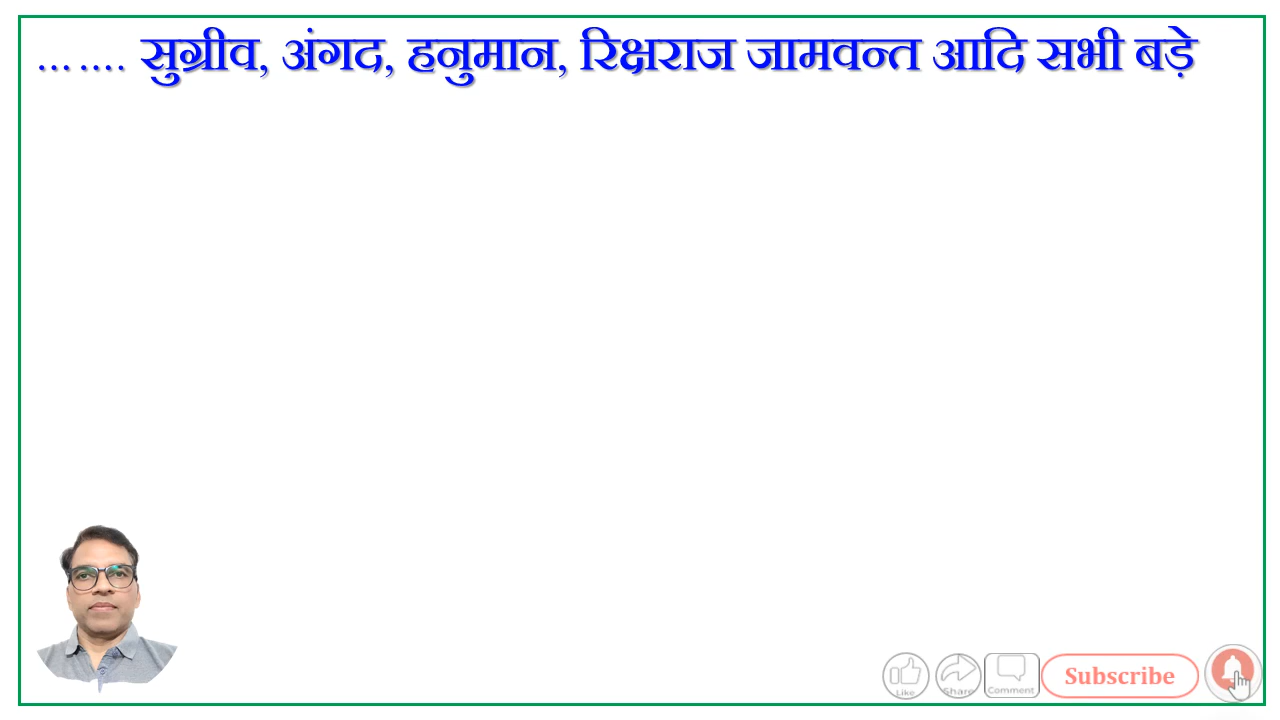 ....... सुग्रीव, अंगद, हनुमान, रिक्षराज जामवन्त आदि सभी बड़े
Like
Share
Comment
Subscribe